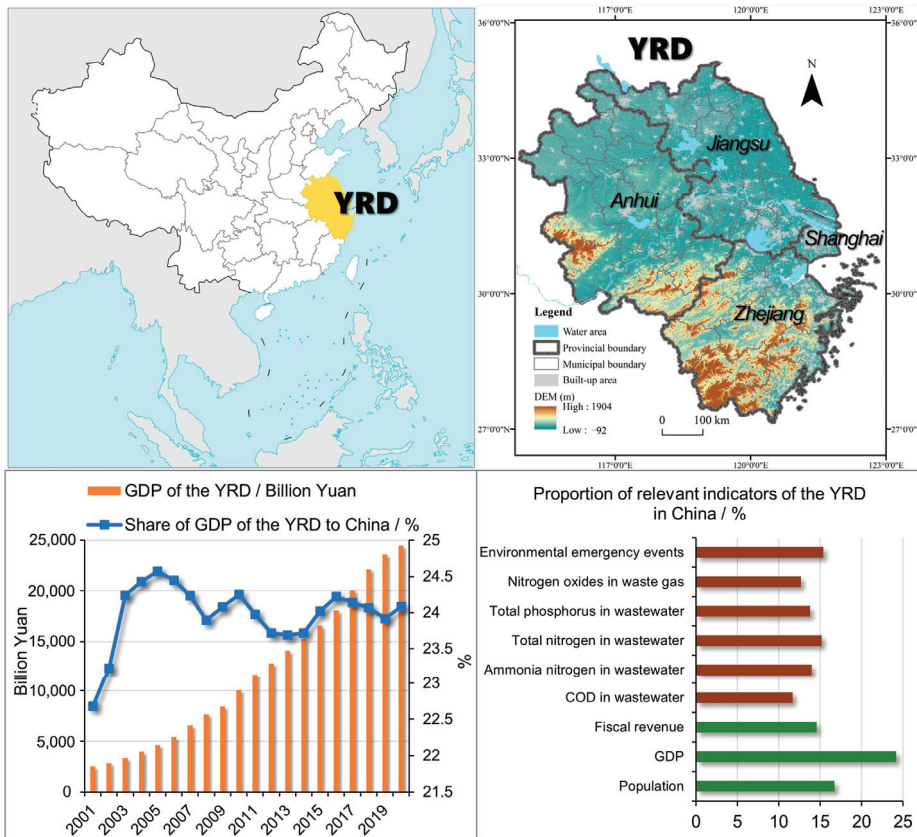 YRD
36°0'0"N
117°0'0"E
120°0'0"E
36°0'0"N
YRD
N
Jiangsu
33°0'0"N
33°0'0"N
Anhui
Shanghai
30°0'0"N
30°0'0"N
Zhejiang
Legend
Water area
Provincial boundary
Municipal boundary
Built-up area
DEM (m)
High : 1904
Low : −92
0 100 km
27°0'0"N
27°0'0"N
117°0'0"E
120°0'0"E
123°0'0"E
GDP of the YRD / Billion Yuan
Share of GDP of the YRD to China / %
25,000
20,000
15,000
10,000
5,000
0
Billion Yuan
25
24.5
24
23.5
23
22.5
22
21.5
%
2001
2003
2005
2007
2009
2011
2013
2015
2017
2019
Proportion of relevant indicators of the YRD
in China / %
Environmental emergency events
Nitrogen oxides in waste gas
Total phosphorus in wastewater
Total nitrogen in wastewater
Ammonia nitrogen in wastewater
COD in wastewater
Fiscal revenue
GDP
Population
0 5 10 15 20 25